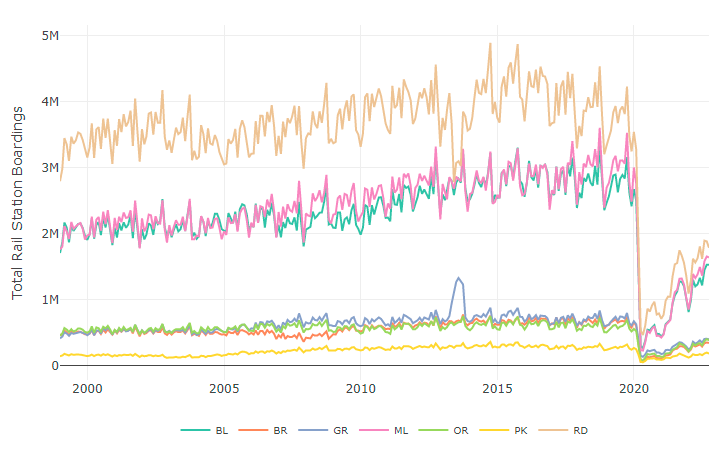 Total Rail Station Boardings
5M
4M
3M
2M
1M
0
2000 2005 2010 2015 2020
BL BR GR ML OR PK RD